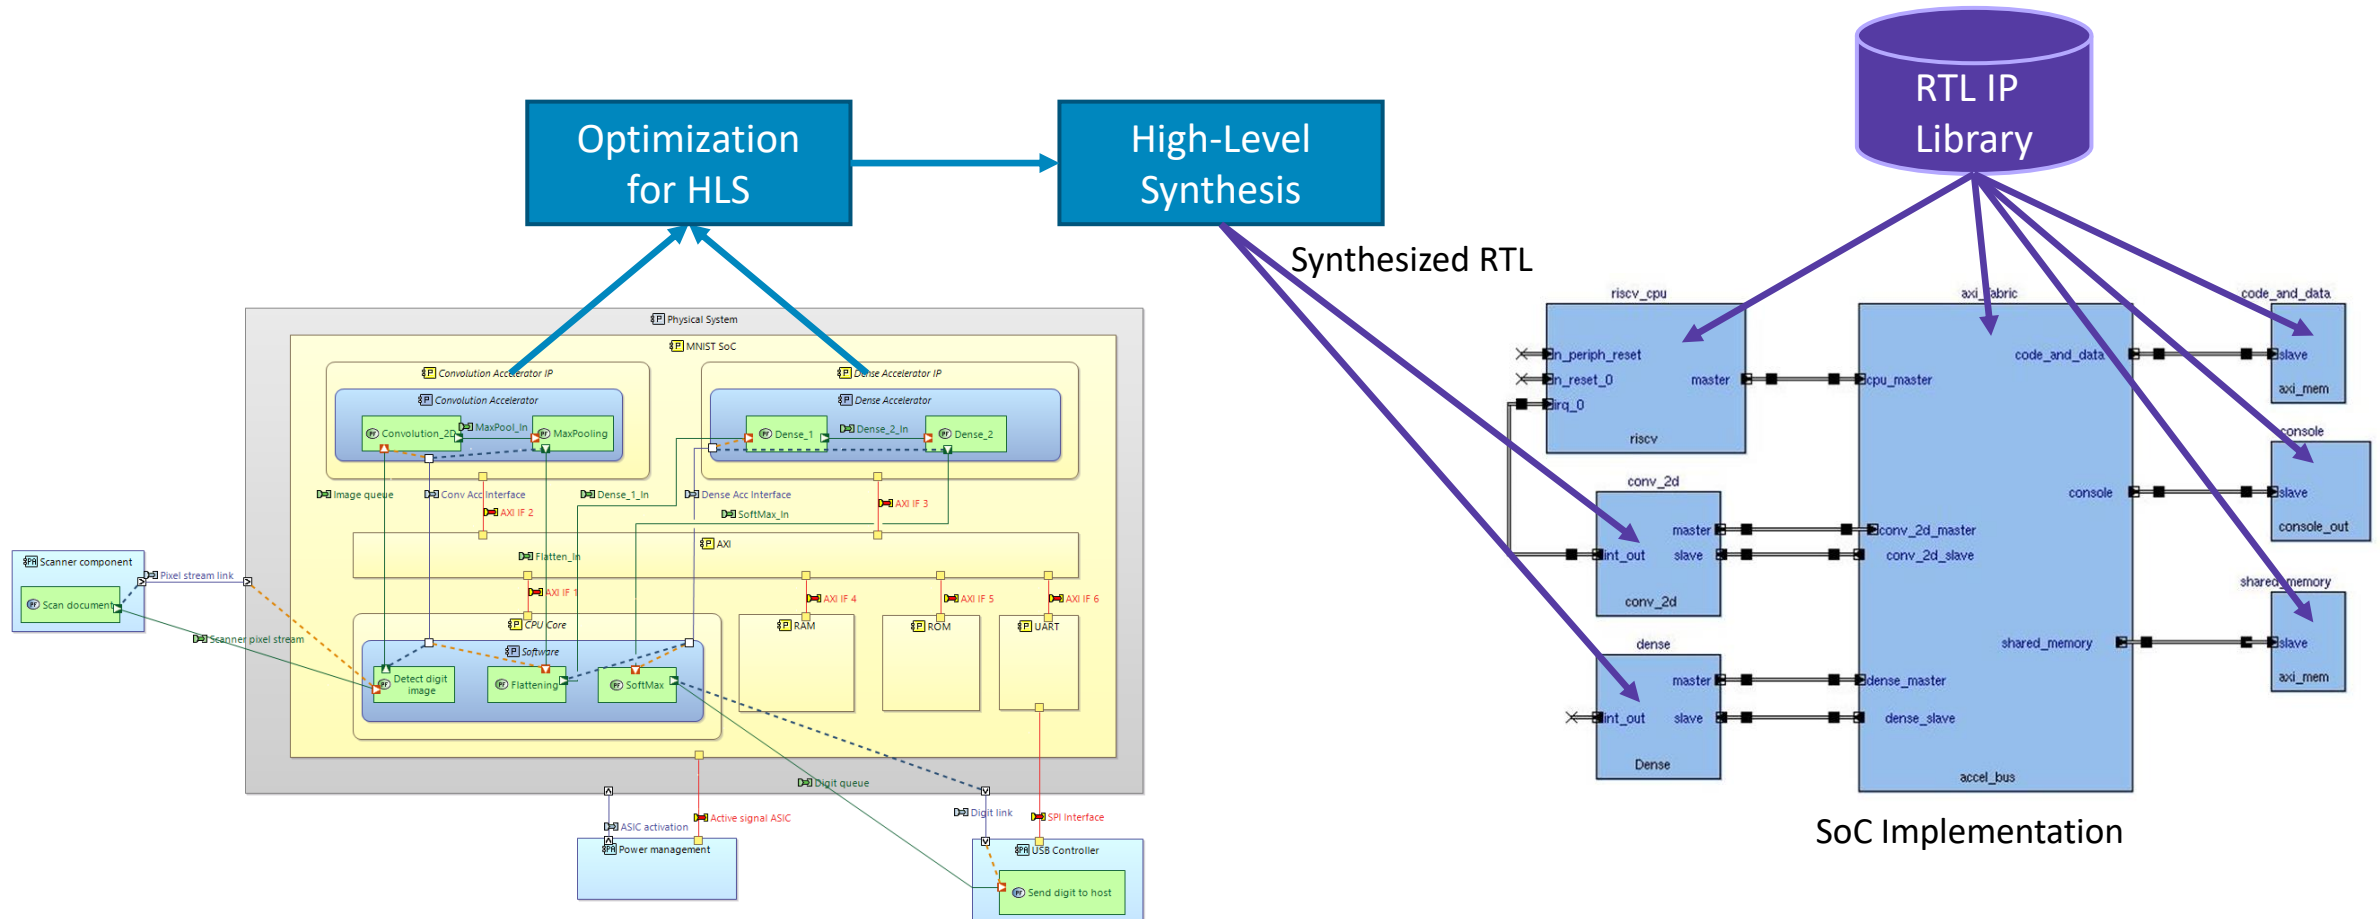 Optimization
for HLS
High-Level
Synthesis
RTL IP
Library
Synthesized RTL
Physical System
MNIST SoC
Convolution Accelerator IP
Convolution Accelerator
Convolution_2D
MaxPool_In
MaxPooling
Dense Accelerator IP
Dense Accelerator
Dense_1
Dense_2_In
Dense_2
Image queue
Conv Acc Interface
AXI IF 2
Dense_1_In
Dense Acc Interface
SoftMax_In
AXI IF 3
AXI
Flatten_In
AXI IF 1
AXI IF 4
AXI IF 5
AXI IF 6
Scanner component
Scan document
Pixel stream link
Scanner pixel stream
CPU Core
Software
Detect digit
image
Flattening
SoftMax
RAM
ROM
UART
Digit queue
ASIC activation
Active signal ASIC
Digit link
SPI Interface
Power management
USB Controller
Send digit to host
riscv_cpu
n_periph_reset
n_reset_0
irq_0
master
riscv
conv_2d
master
int_out
slave
conv_2d
dense
master
int_out
slave
Dense
axi_fabric
code_and_data
cpu_master
console
conv_2d_master
conv_2d_slave
shared_memory
dense_master
dense_slave
accel_bus
code_and_data
slave
axi_mem
console
slave
console_out
shared_memory
slave
axi_mem
SoC Implementation